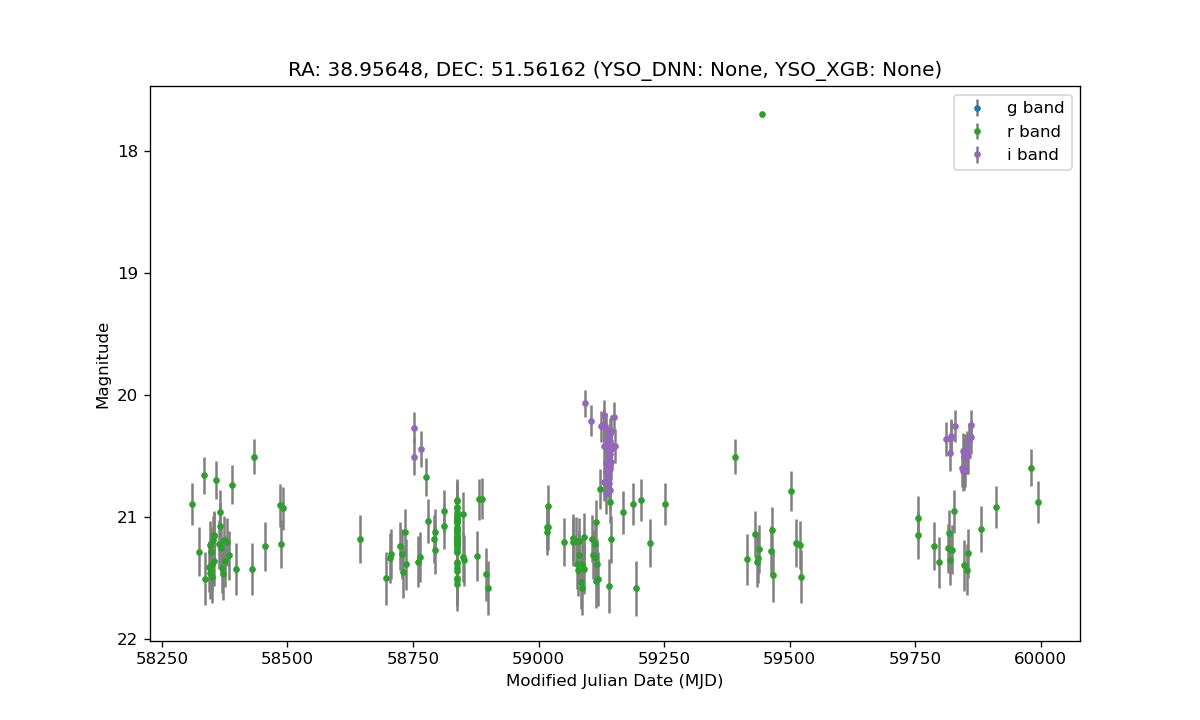 RA: 38.95648, DEC: 51.56162 (YSO_DNN: None, YSO_XGB: None)
g band
r band
i band
18
19
20
21
22
Magnitude
58250 58500 58750 59000 59250 59500 59750 60000
Modified Julian Date (MJD)